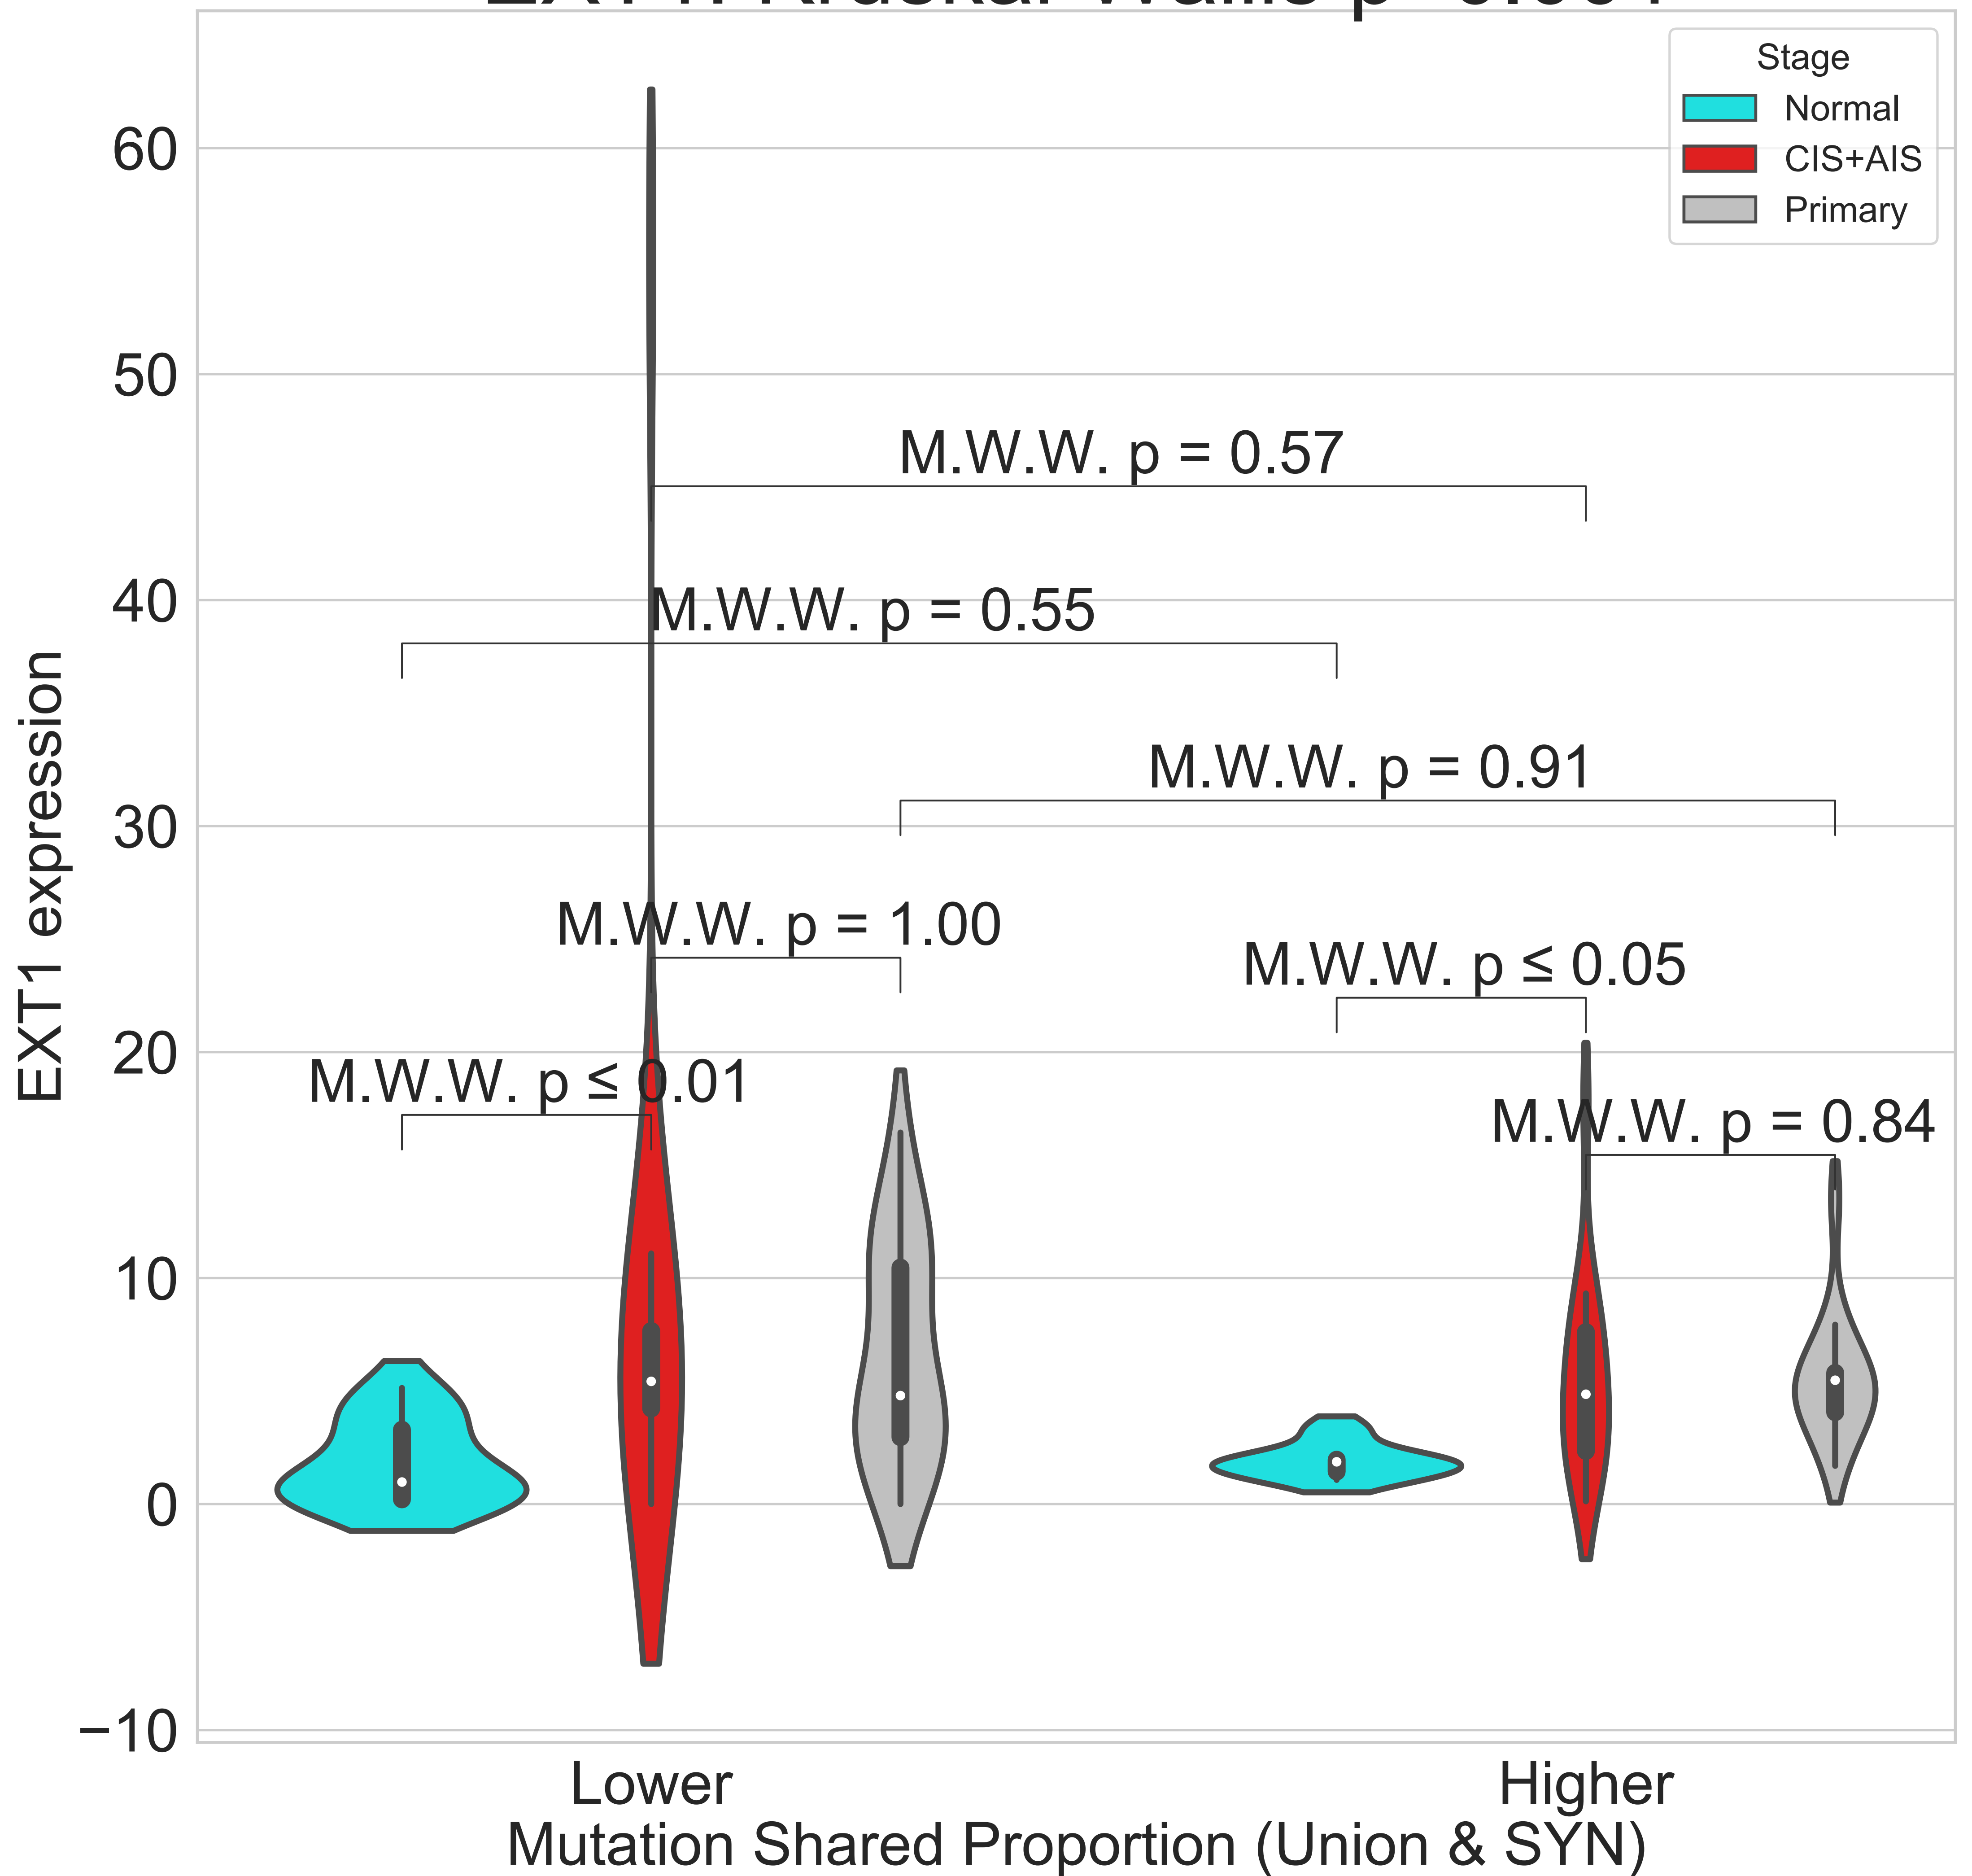 Stage
Normal
CIS+AIS
Primary
60
50
40
30
20
10
0
−10
EXT1 expression
M.W.W. p = 0.57
M.W.W. p = 0.55
M.W.W. p = 0.91
M.W.W. p = 1.00
M.W.W. p ≤ 0.05
M.W.W. p ≤ 0.01
M.W.W. p = 0.84
Lower
Higher
Mutation Shared Proportion (Union & SYN)